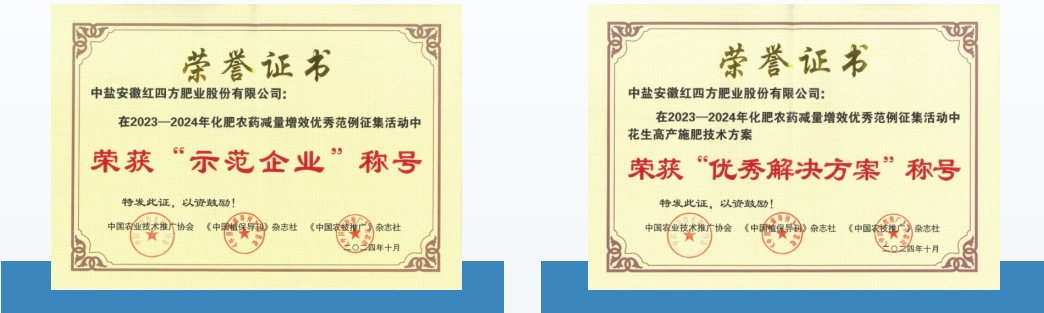 荣誉证书
中盐安徽红四方肥业股份有限公司：
在2023—2024年化肥农药减量增效优秀范例征集活动中
荣获“示范企业”称号
特发此证，以资鼓励！
中国农业技术推广协会 《中国植保导刊》杂志社 《中国农技推广》杂志社
二〇二四年十月
荣誉证书
中盐安徽红四方肥业股份有限公司：
在2023—2024年化肥农药减量增效优秀范例征集活动中
花生高产施肥技术方案
荣获“优秀解决方案”称号
特发此证，以资鼓励！
中国农业技术推广协会 《中国植保导刊》杂志社 《中国农技推广》杂志社
二〇二四年十月